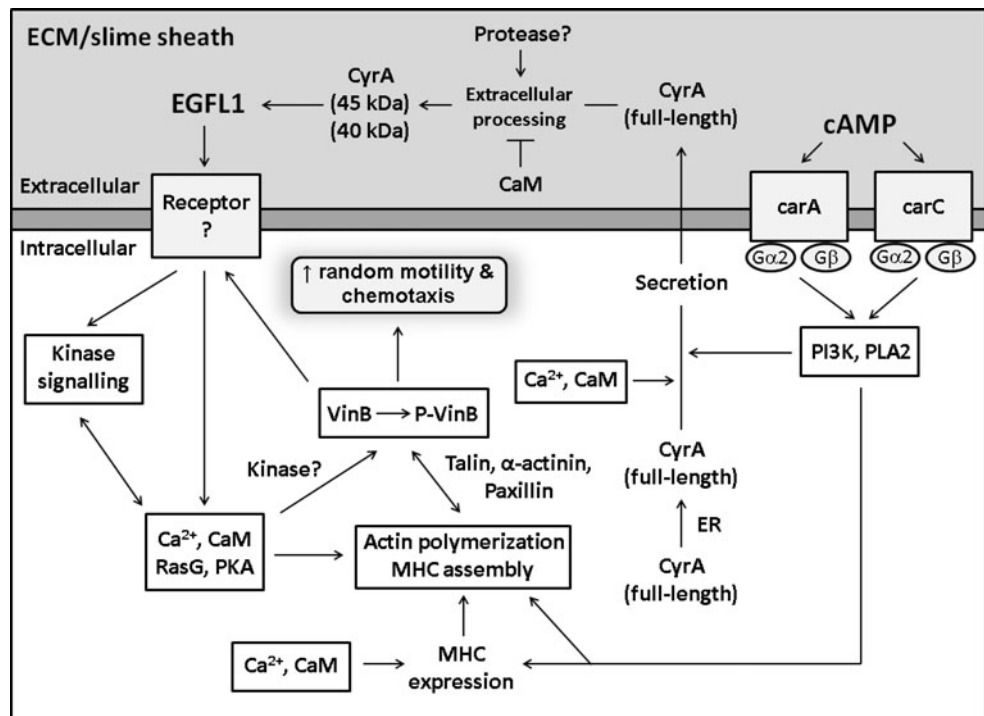 ECM/slime sheath
Protease?
EGFL1
CyrA
(45 kDa)
(40 kDa)
Extracellular
processing
CyrA
(full-length)
cAMP
CaM
Extracellular
Intracellular
Receptor
?
carA
carC
Gα2
Gβ
Gα2
Gβ
↑ random motility &
chemotaxis
Secretion
Kinase
signalling
PI3K, PLA2
Ca²⁺, CaM
VinB → P-VinB
CyrA
(full-length)
Kinase?
Talin, α-actinin,
Paxillin
ER
Ca²⁺, CaM
RasG, PKA
Actin polymerization
MHC assembly
CyrA
(full-length)
Ca²⁺, CaM
MHC
expression